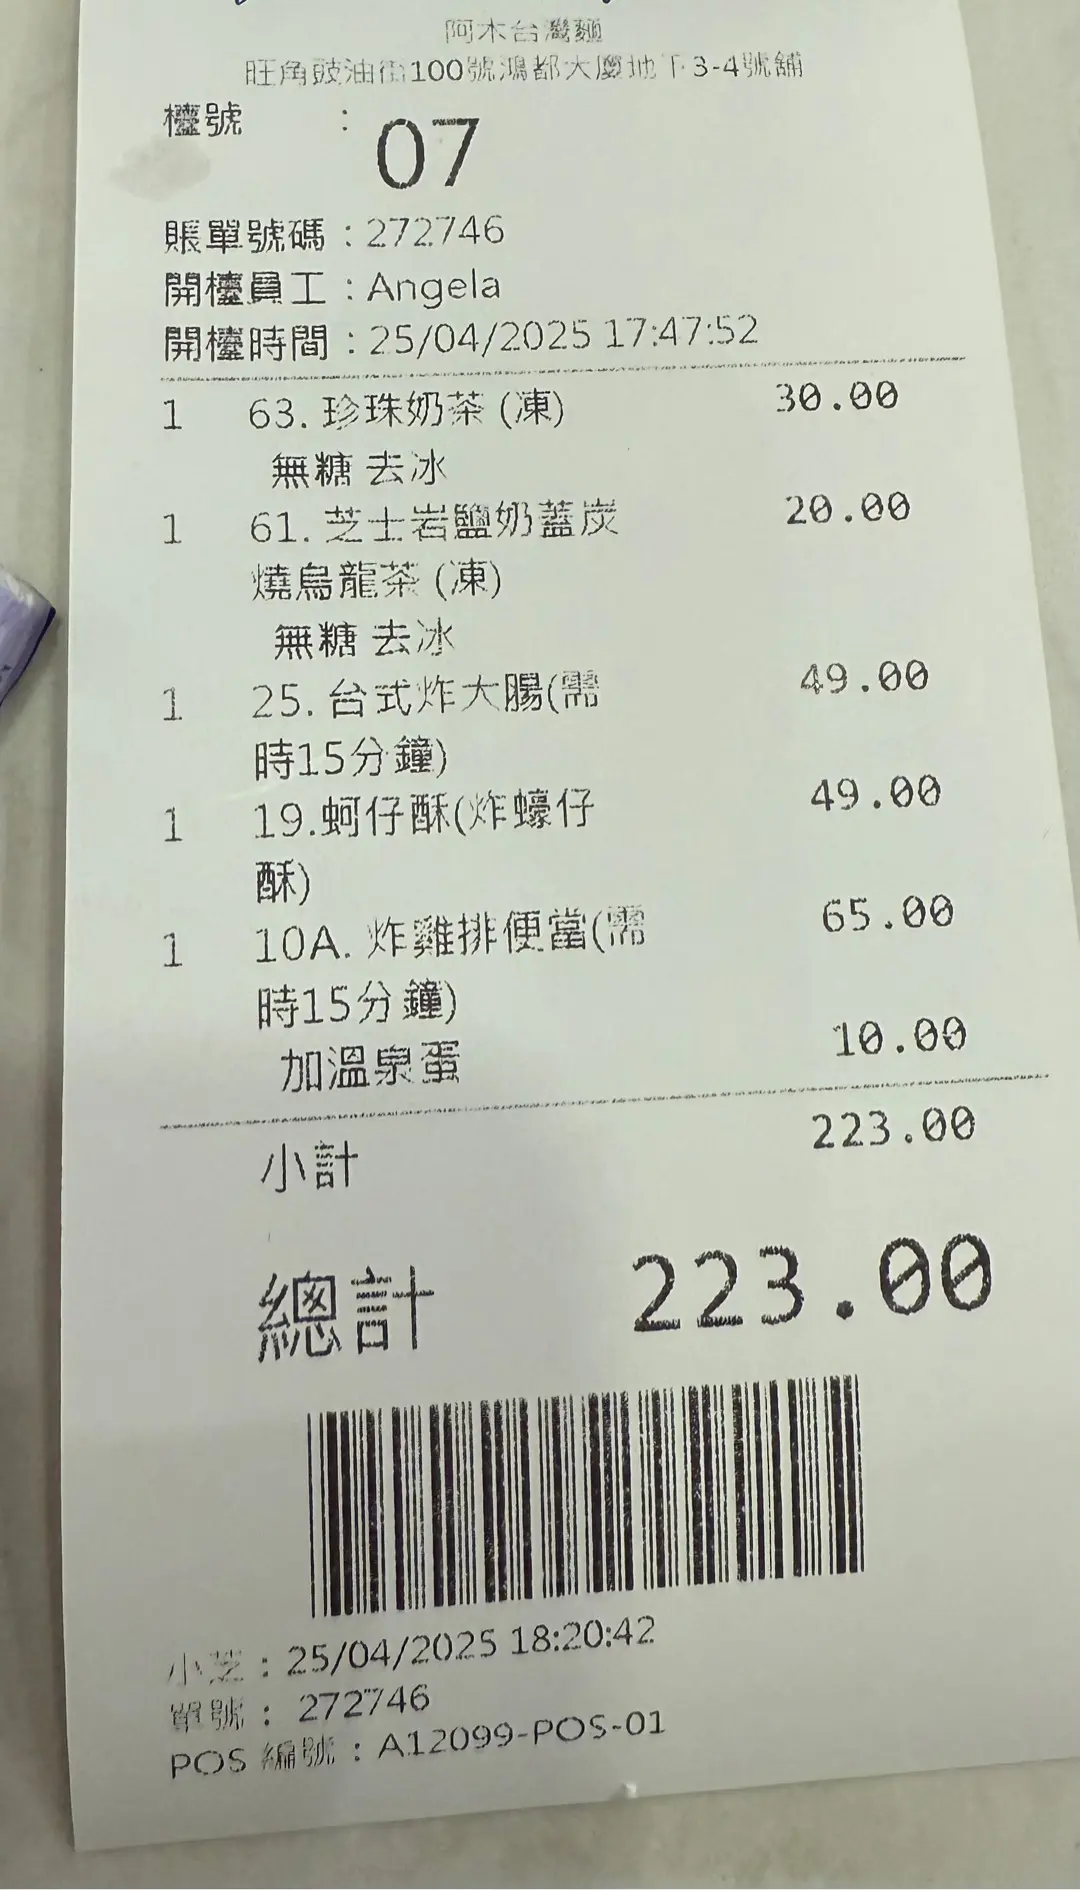 阿木台灣麵
旺角豉油街100號鴻都大廈地下3-4號舖
檯號 : 07
賬單號碼 : 272746
開檯員工 : Angela
開檯時間 : 25/04/2025 17:47:52
1 63. 珍珠奶茶 (凍) 30.00
無糖 去冰
1 61. 芝士岩鹽奶蓋炭 20.00
燒烏龍茶 (凍)
無糖 去冰
1 25. 台式炸大腸(需 49.00
時15分鐘)
1 19.蚵仔酥(炸蠔仔 49.00
酥)
1 10A. 炸雞排便當(需 65.00
時15分鐘)
加溫泉蛋 10.00
小計 223.00
總計 223.00
小芝 : 25/04/2025 18:20:42
單號 : 272746
POS 編號 : A12099-POS-01